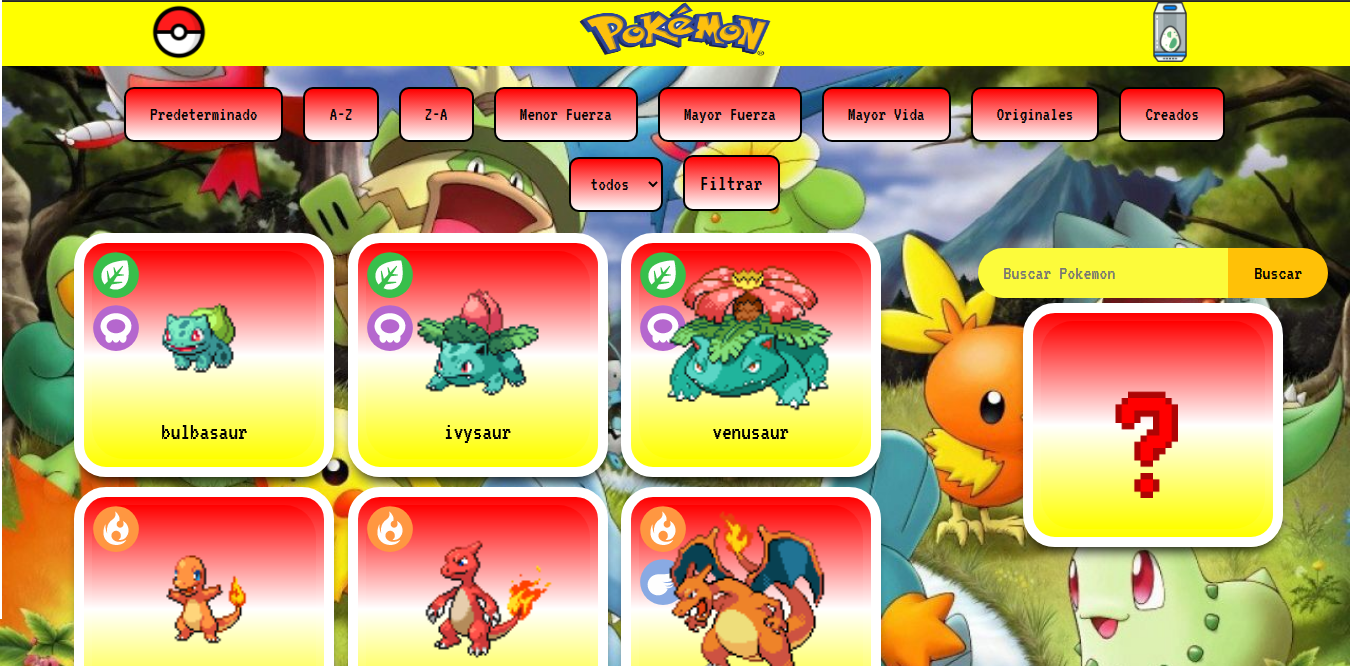 POKéMON
Predeterminado A-Z Z-A Menor Fuerza Mayor Fuerza Mayor Vida Originales Creados
todos Filtrar
Buscar Pokemon Buscar
bulbasaur ivysaur venusaur
?